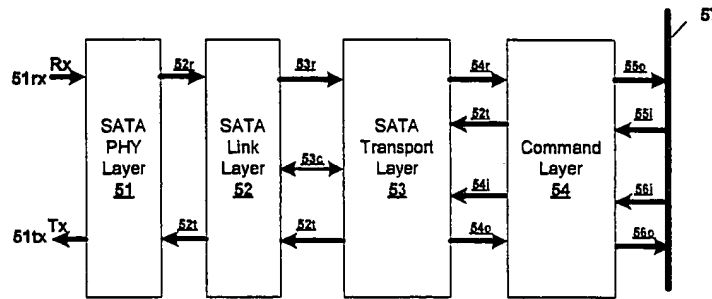 57
51rx Rx
52r
53r
54r
55o
SATA
PHY
Layer
51
SATA
Link
Layer
52
SATA
Transport
Layer
53
Command
Layer
54
52t
55i
53c
54i
56i
51tx Tx
52t
52t
54o
56o